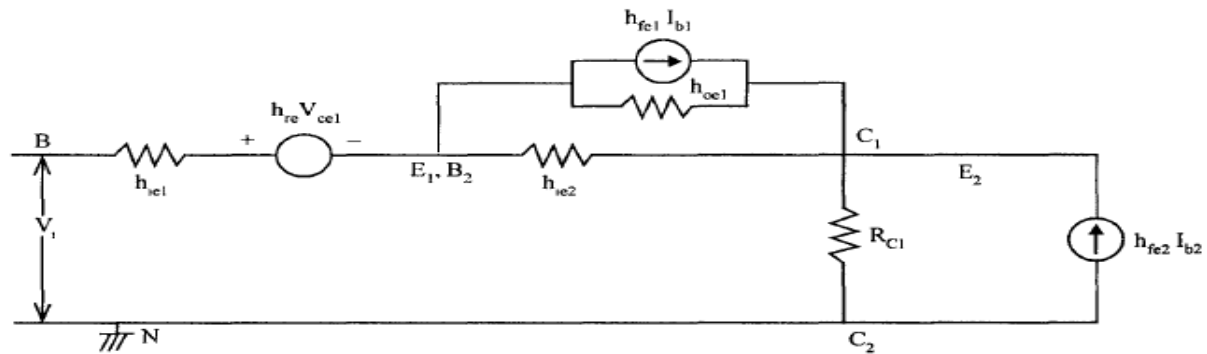 h_fe1 I_b1
h_oe1
h_re V_ce1
B
+
−
C_1
h_ie1
E_1, B_2
h_ie2
E_2
V_i
R_C1
h_fe2 I_b2
N
C_2